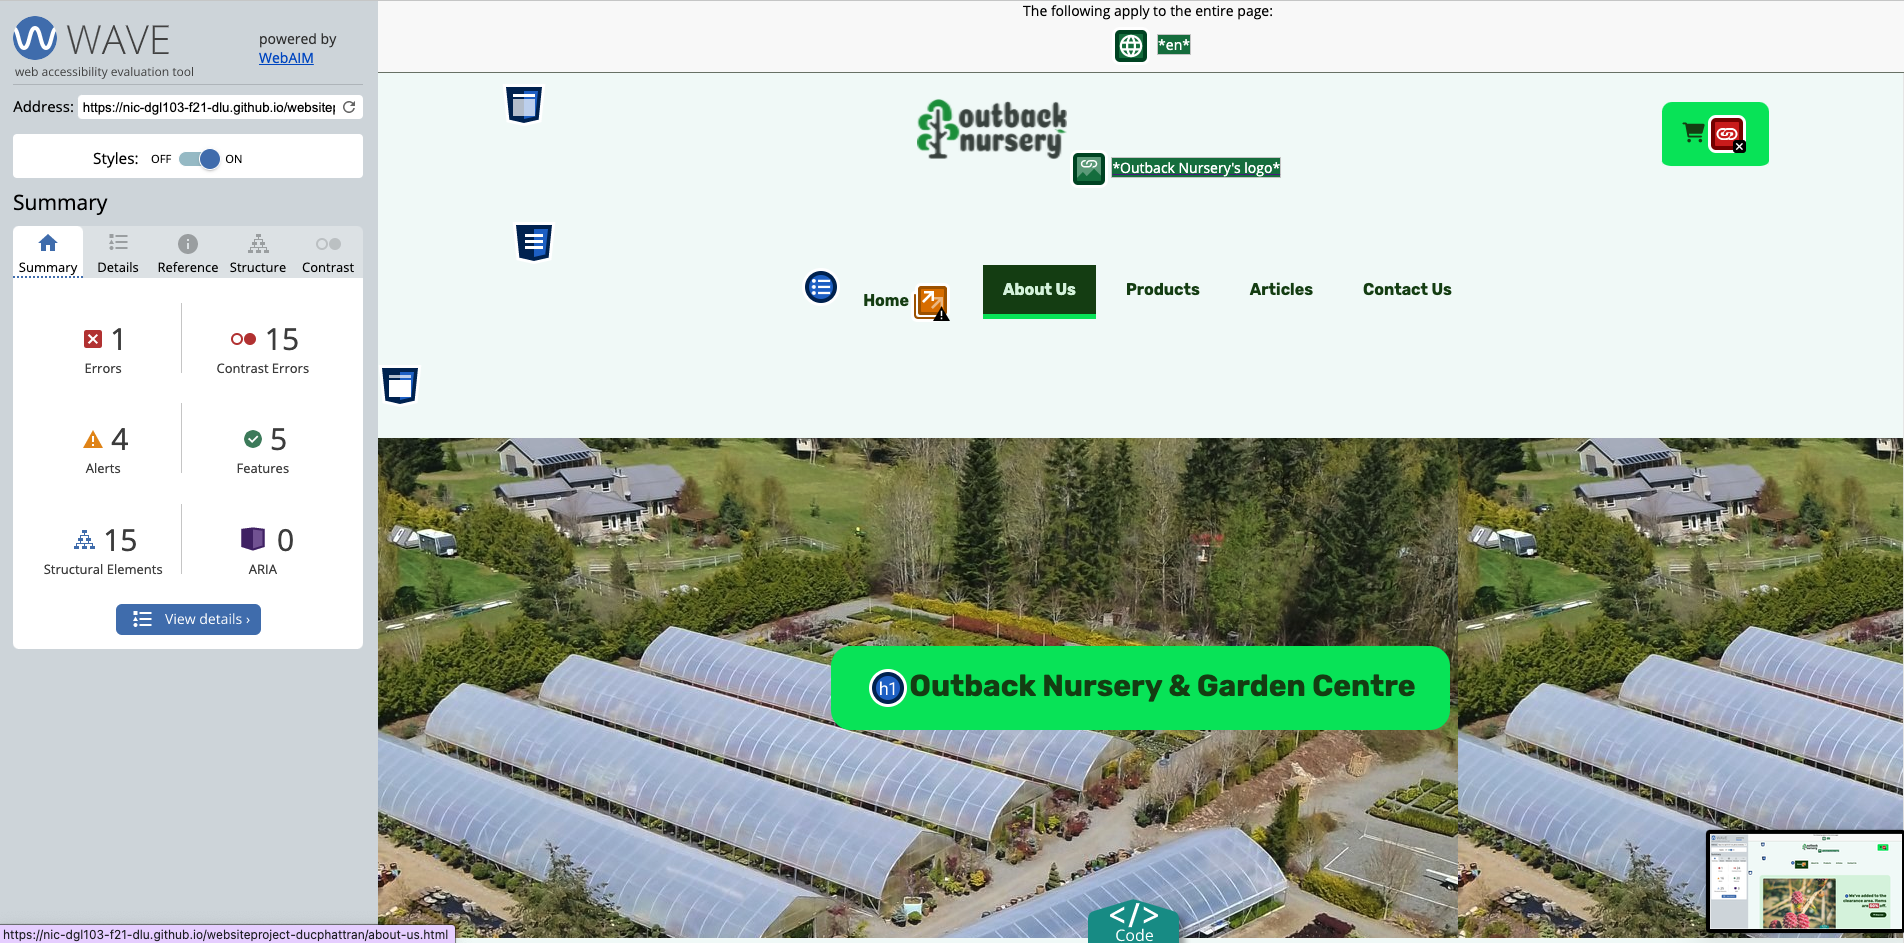 WAVE
web accessibility evaluation tool
powered by
WebAIM
Address: https://nic-dgl103-f21-dlu.github.io/website
Styles: OFF ON
Summary
Summary Details Reference Structure Contrast
1
Errors
15
Contrast Errors
4
Alerts
5
Features
15
Structural Elements
0
ARIA
View details ›
The following apply to the entire page:
*en*
outback
nursery
*Outback Nursery's logo*
Home About Us Products Articles Contact Us
h1 Outback Nursery & Garden Centre
</>
Code
https://nic-dgl103-f21-dlu.github.io/websiteproject-ducphattran/about-us.html